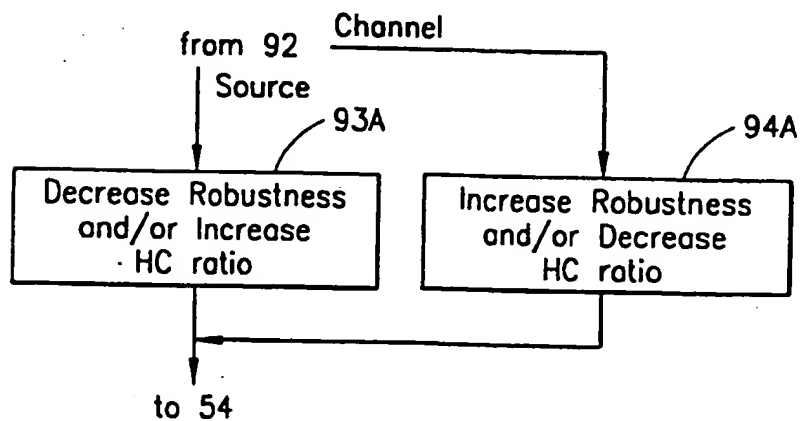 from 92
Channel
Source
93A
94A
Decrease Robustness
and/or Increase
HC ratio
Increase Robustness
and/or Decrease
HC ratio
to 54